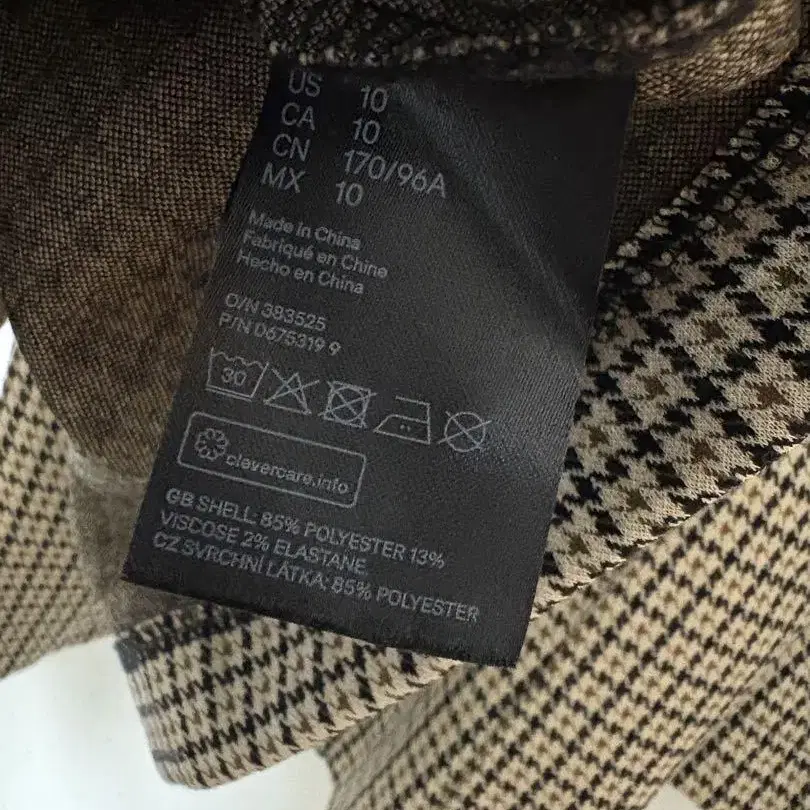 US 10
CA 10
CN 170/96A
MX 10
Made in China
Fabriqué en Chine
Hecho en China
O/N 383525
P/N D675319 9
30
clevercare.info
GB SHELL: 85% POLYESTER 13%
VISCOSE 2% ELASTANE
CZ SVRCHNÍ LÁTKA: 85% POLYESTER